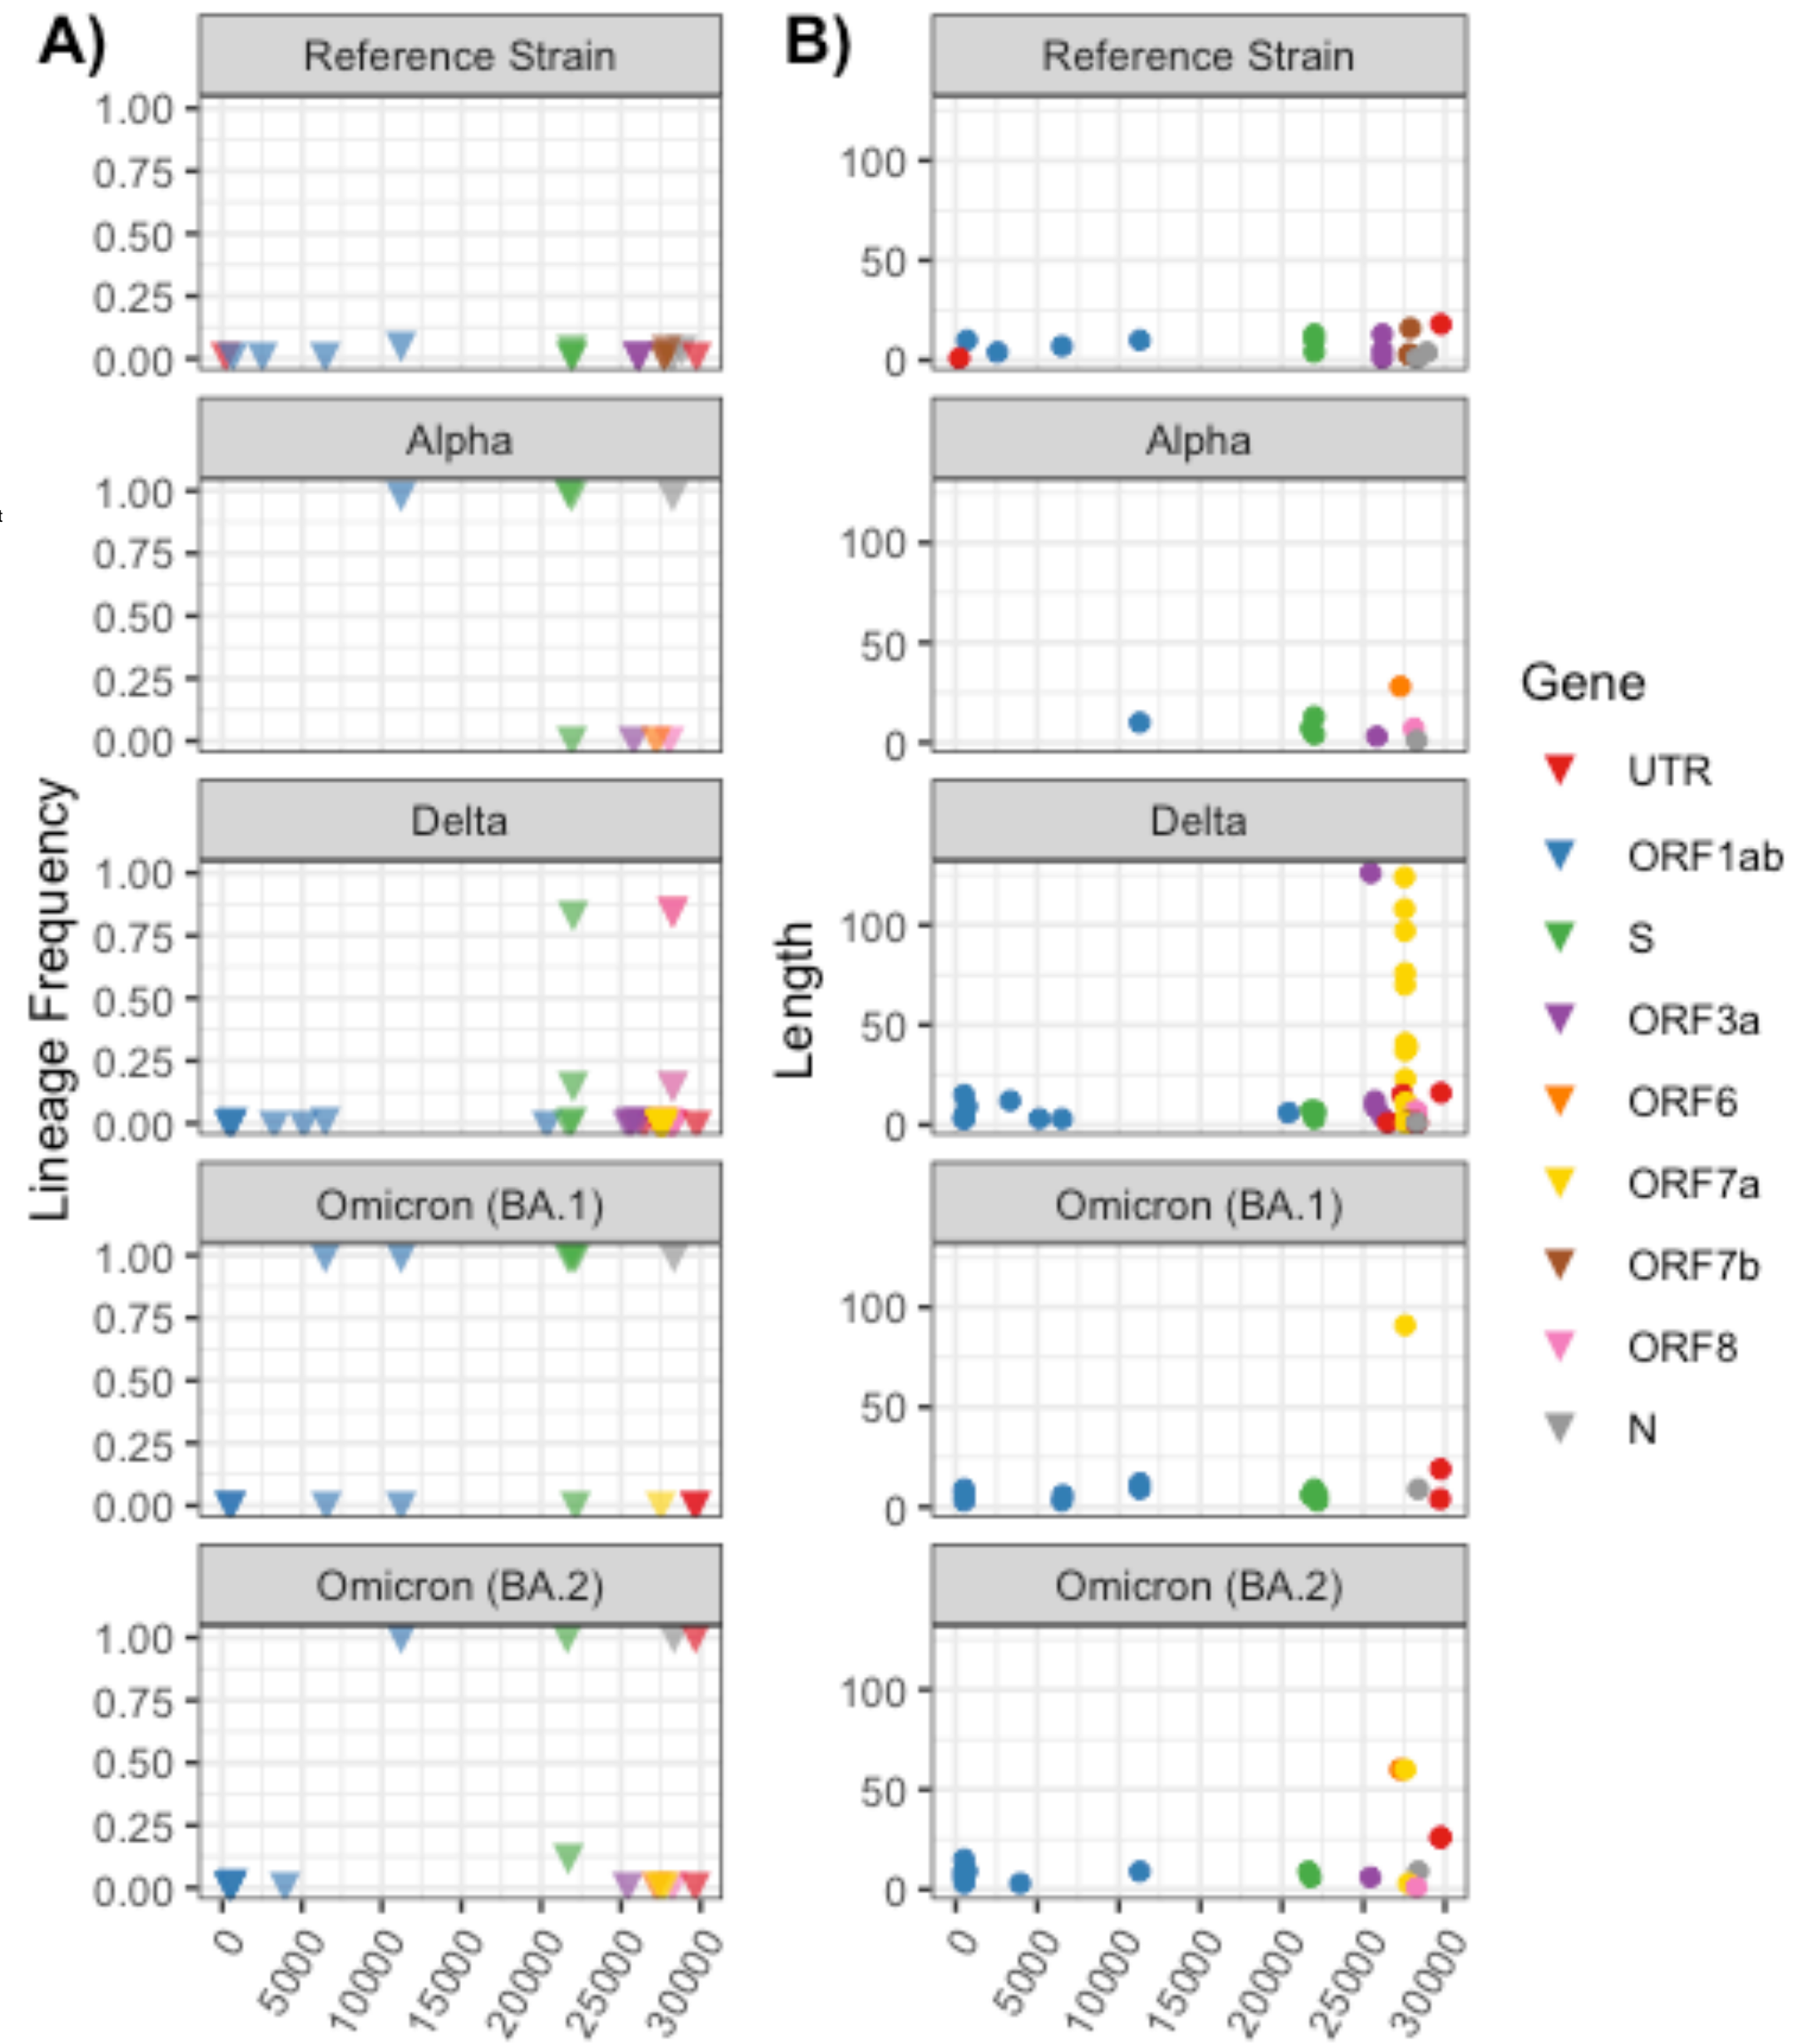 A)
Reference Strain
1.00
0.75
0.50
0.25
0.00
Alpha
1.00
0.75
0.50
0.25
0.00
Delta
1.00
0.75
0.50
0.25
0.00
Omicron (BA.1)
1.00
0.75
0.50
0.25
0.00
Omicron (BA.2)
1.00
0.75
0.50
0.25
0.00
0
5000
10000
15000
20000
25000
30000
Lineage Frequency
B)
Reference Strain
100
50
0
Alpha
100
50
0
Delta
100
50
0
Omicron (BA.1)
100
50
0
Omicron (BA.2)
100
50
0
0
5000
10000
15000
20000
25000
30000
Length
Gene
UTR
ORF1ab
S
ORF3a
ORF6
ORF7a
ORF7b
ORF8
N
t